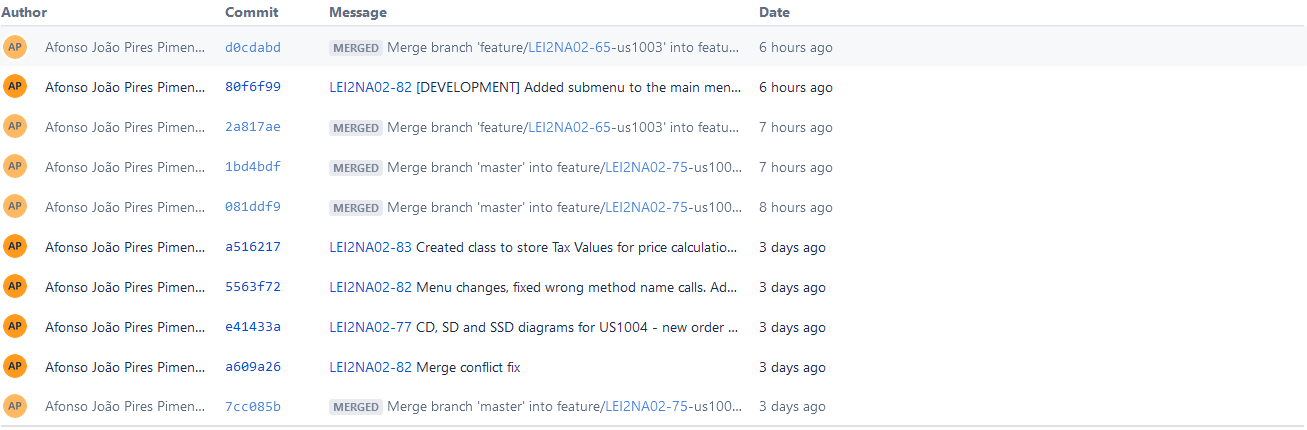 Author Commit Message Date
AP Afonso João Pires Pimen... d0cdabd MERGED Merge branch 'feature/LEI2NA02-65-us1003' into featu... 6 hours ago
AP Afonso João Pires Pimen... 80f6f99 LEI2NA02-82 [DEVELOPMENT] Added submenu to the main men... 6 hours ago
AP Afonso João Pires Pimen... 2a817ae MERGED Merge branch 'feature/LEI2NA02-65-us1003' into featu... 7 hours ago
AP Afonso João Pires Pimen... 1bd4bdf MERGED Merge branch 'master' into feature/LEI2NA02-75-us100... 7 hours ago
AP Afonso João Pires Pimen... 081ddf9 MERGED Merge branch 'master' into feature/LEI2NA02-75-us100... 8 hours ago
AP Afonso João Pires Pimen... a516217 LEI2NA02-83 Created class to store Tax Values for price calculatio... 3 days ago
AP Afonso João Pires Pimen... 5563f72 LEI2NA02-82 Menu changes, fixed wrong method name calls. Ad... 3 days ago
AP Afonso João Pires Pimen... e41433a LEI2NA02-77 CD, SD and SSD diagrams for US1004 - new order ... 3 days ago
AP Afonso João Pires Pimen... a609a26 LEI2NA02-82 Merge conflict fix 3 days ago
AP Afonso João Pires Pimen... 7cc085b MERGED Merge branch 'master' into feature/LEI2NA02-75-us100... 3 days ago